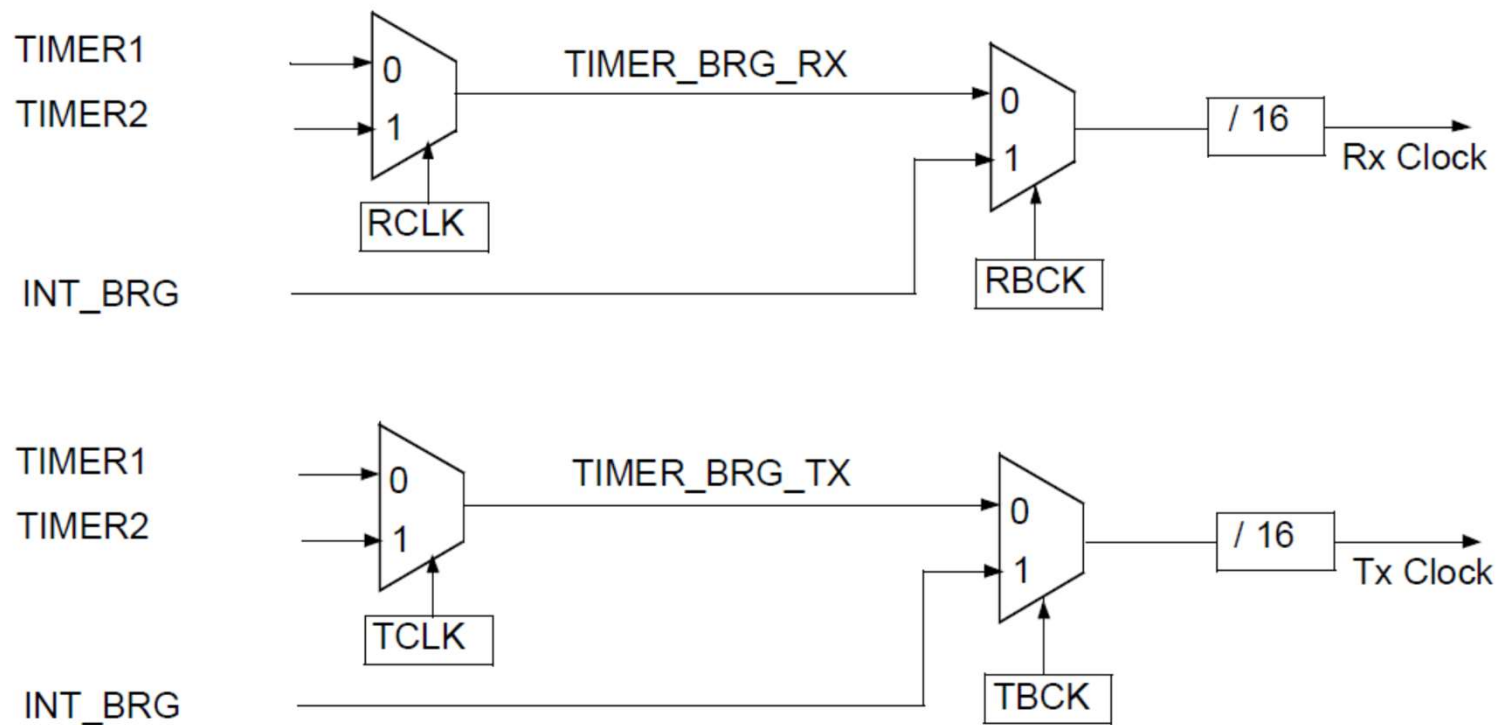 TIMER1
0
TIMER_BRG_RX
0
/ 16
TIMER2
1
1
Rx Clock
RCLK
INT_BRG
RBCK
TIMER1
0
TIMER_BRG_TX
0
/ 16
TIMER2
1
1
Tx Clock
TCLK
INT_BRG
TBCK